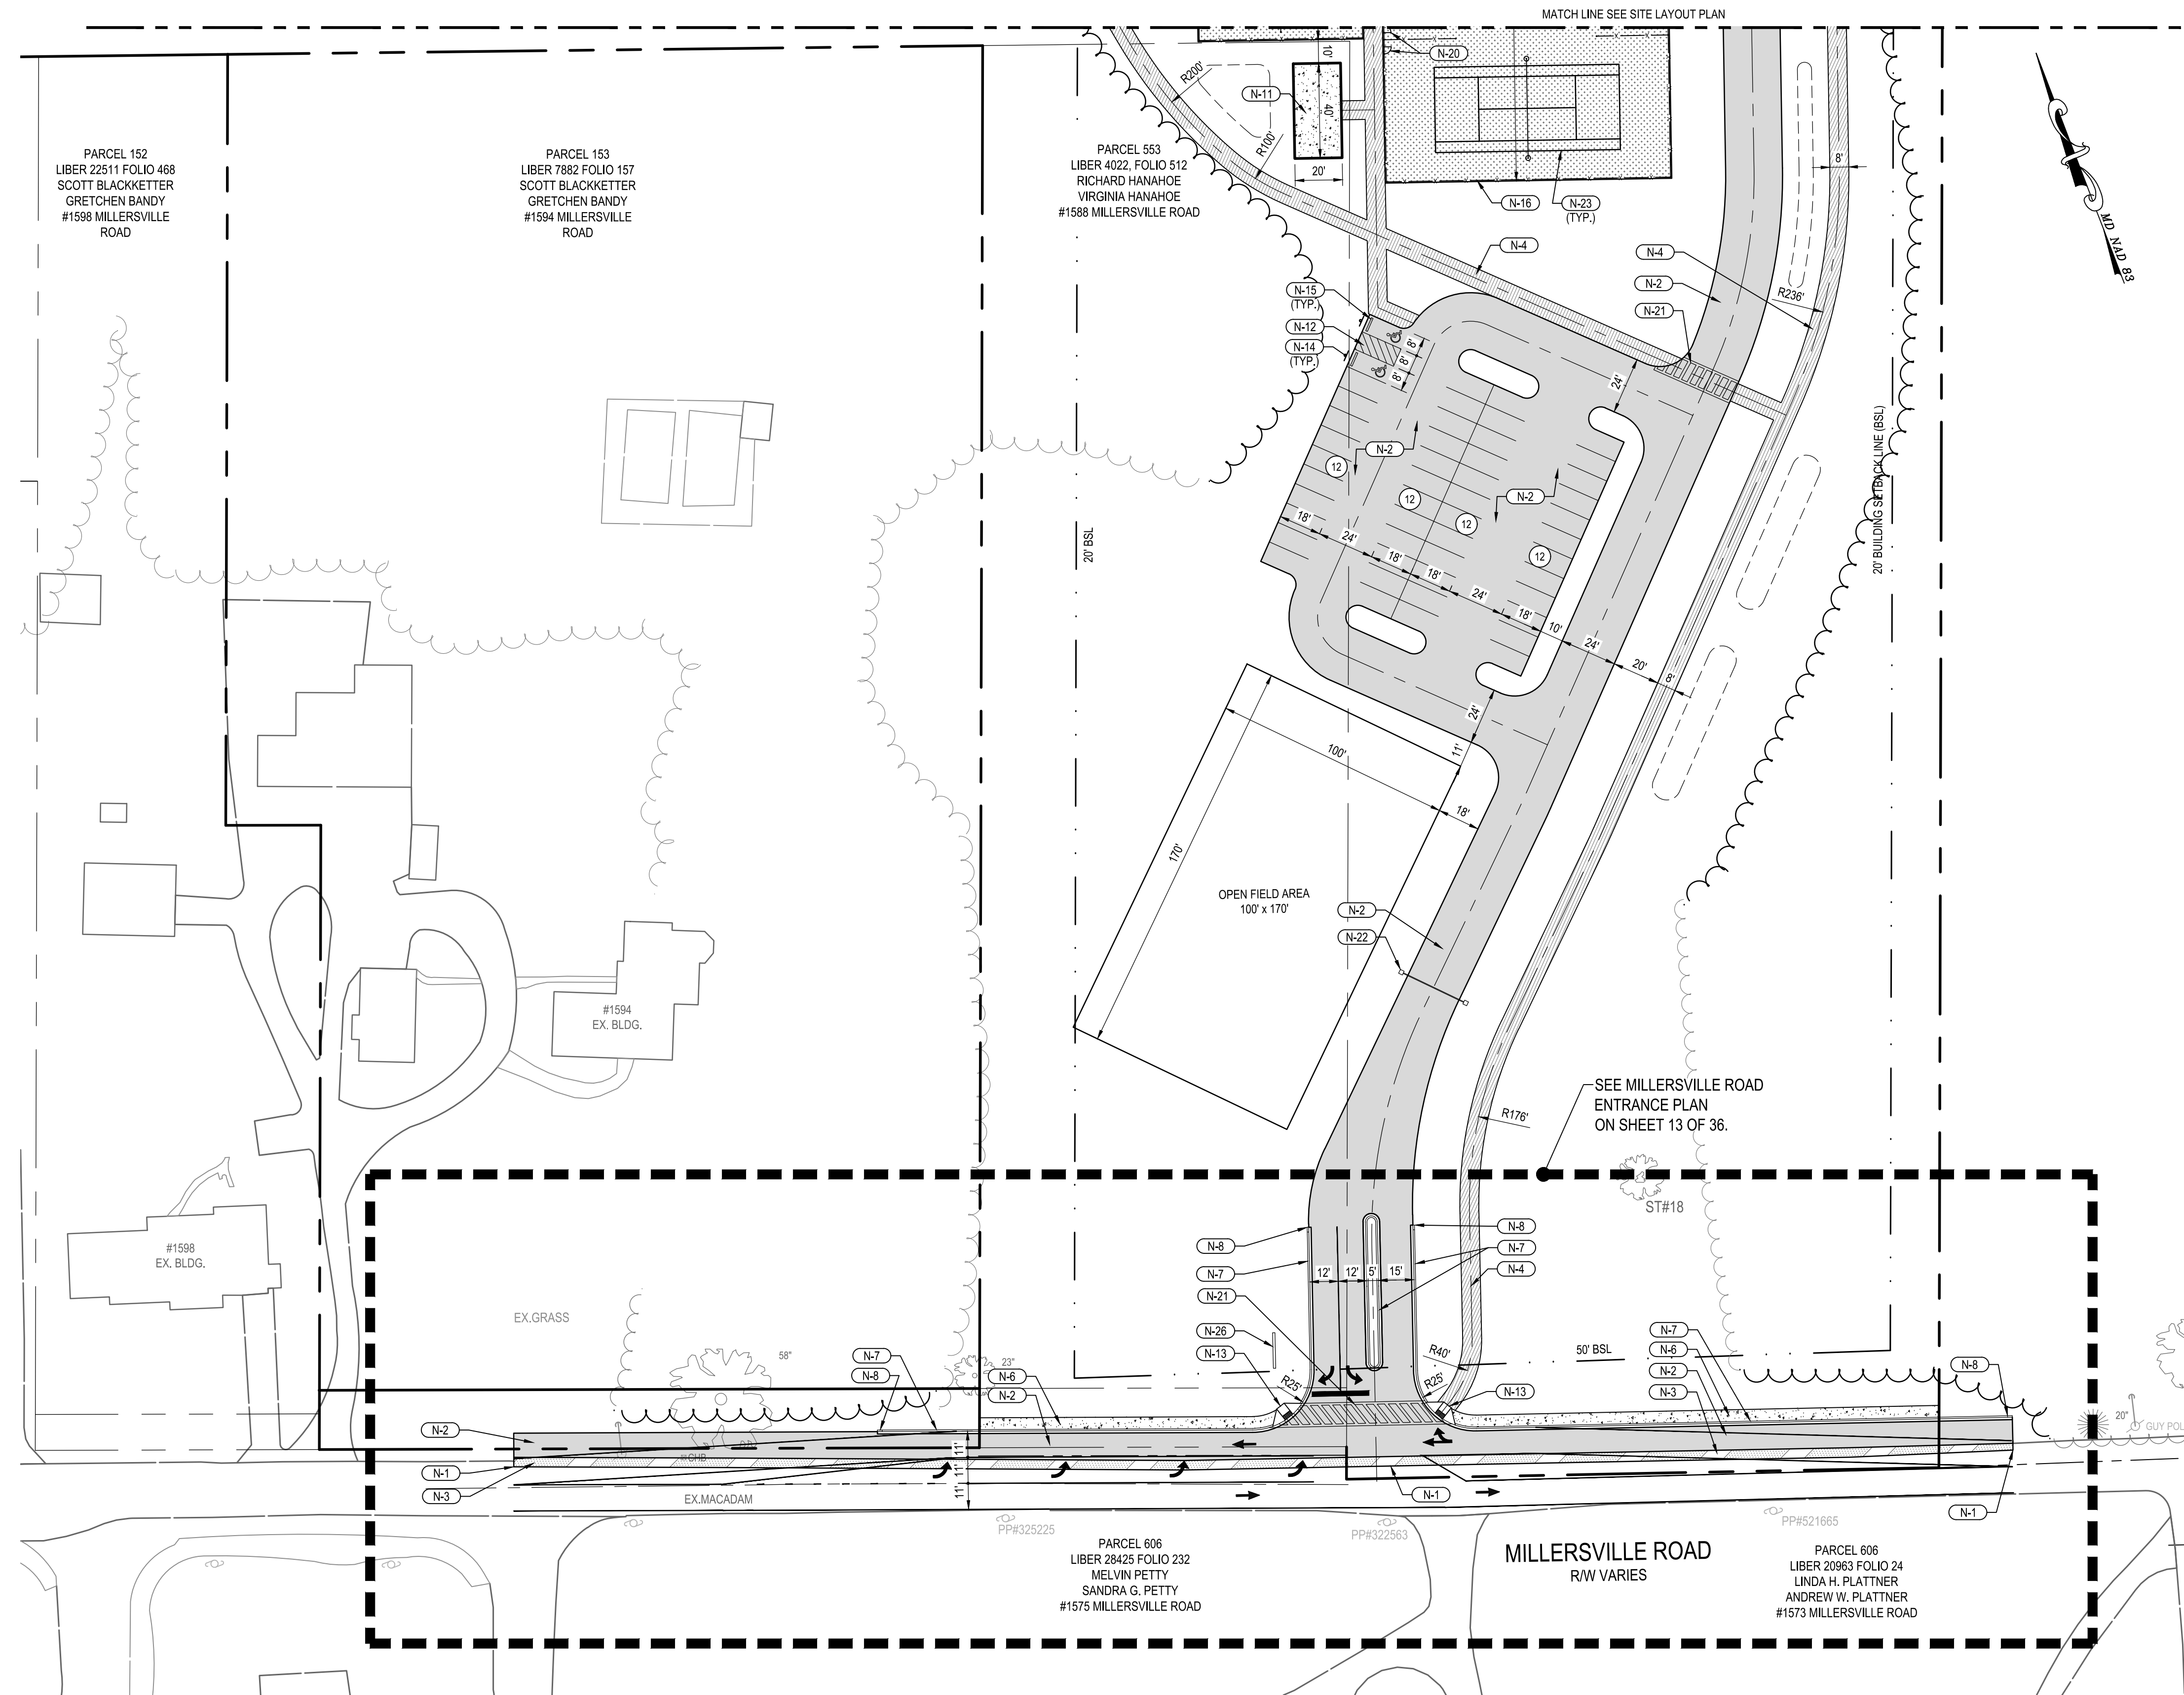 MATCH LINE SEE SITE LAYOUT PLAN
PARCEL 152
LIBER 22511 FOLIO 468
SCOTT BLACKKETTER
GRETCHEN BANDY
#1598 MILLERSVILLE
ROAD
PARCEL 153
LIBER 7882 FOLIO 157
SCOTT BLACKKETTER
GRETCHEN BANDY
#1594 MILLERSVILLE
ROAD
PARCEL 553
LIBER 4022, FOLIO 512
RICHARD HANAHOE
VIRGINIA HANAHOE
#1588 MILLERSVILLE ROAD
R200'
R100'
10'
N-11
40'
20'
N-20
N-16
N-23
(TYP.)
8'
MD NAD 83
N-4
N-4
N-2
N-21
R236'
N-15
(TYP.)
N-12
N-14
(TYP.)
8'
8'
8'
24'
N-2
N-2
12
12
12
12
18'
24'
18'
18'
24'
18'
10'
24'
20'
8'
20' BSL
20' BUILDING SETBACK LINE (BSL)
24'
11'
100'
18'
170'
OPEN FIELD AREA
100' x 170'
N-2
N-22
#1594
EX. BLDG.
SEE MILLERSVILLE ROAD
ENTRANCE PLAN
ON SHEET 13 OF 36.
R176'
ST#18
#1598
EX. BLDG.
EX.GRASS
N-8
N-7
N-21
N-26
N-13
N-8
N-7
N-4
12'
12'
5'
15'
R40'
50' BSL
N-7
N-6
N-2
N-3
N-8
58"
N-7
N-8
23"
N-6
N-2
R25'
R25'
N-13
20"
GUY POL
N-2
N-1
N-3
CHB
11'
11'
11'
EX.MACADAM
N-1
N-1
PP#325225
PP#322563
PP#521665
PARCEL 606
LIBER 28425 FOLIO 232
MELVIN PETTY
SANDRA G. PETTY
#1575 MILLERSVILLE ROAD
MILLERSVILLE ROAD
R/W VARIES
PARCEL 606
LIBER 20963 FOLIO 24
LINDA H. PLATTNER
ANDREW W. PLATTNER
#1573 MILLERSVILLE ROAD